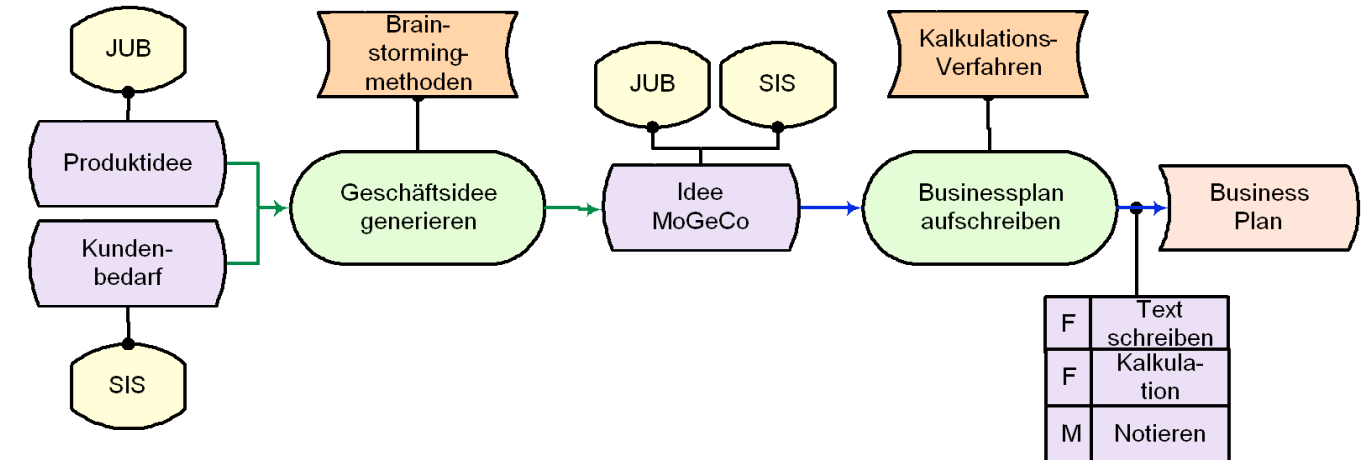 JUB
Produktidee
Kunden-
bedarf
SIS
Brain-
storming-
methoden
Geschäftsidee
generieren
JUB
SIS
Idee
MoGeCo
Kalkulations-
Verfahren
Businessplan
aufschreiben
Business
Plan
F
Text
schreiben
F
Kalkula-
tion
M
Notieren